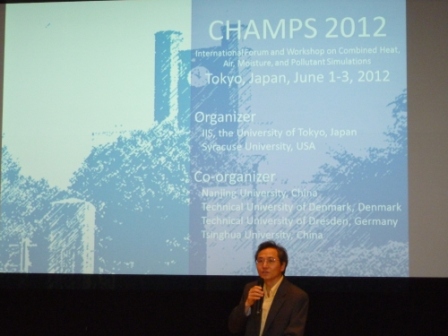 CHAMPS 2012
International Forum and Workshop on Combined Heat,
Air, Moisture, and Pollutant Simulations
Tokyo, Japan, June 1-3, 2012
Organizer
IIS, the University of Tokyo, Japan
Syracuse University, USA
Co-organizer
Nanjing University, China
Technical University of Denmark, Denmark
Technical University of Dresden, Germany
Tsinghua University, China